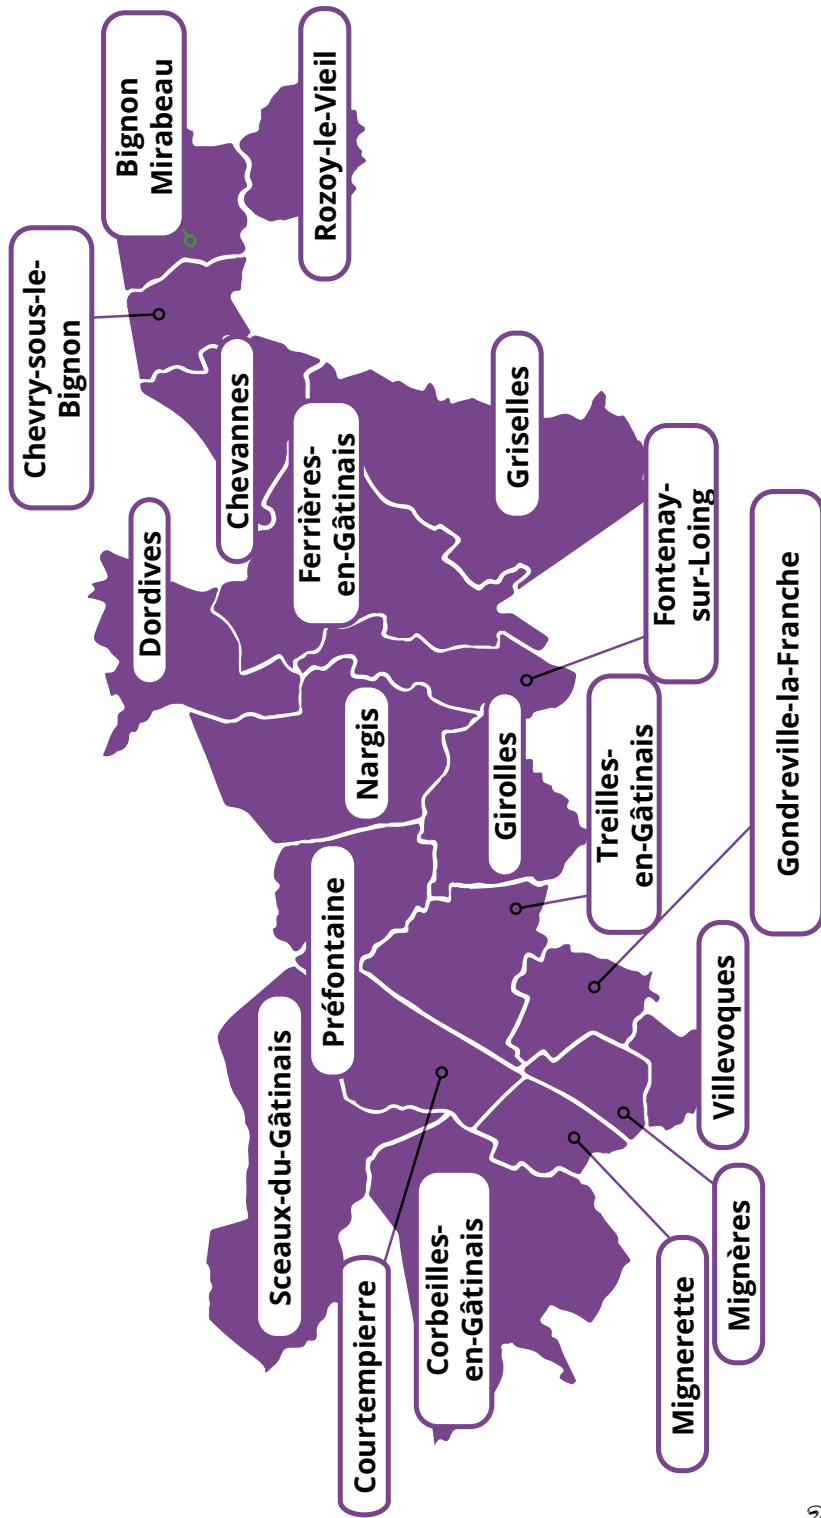 Chevry-sous-le-
Bignon
Bignon
Mirabeau
Dordives
Chevannes
Rozoy-le-Vieil
Sceaux-du-Gâtinais
Préfontaine
Nargis
Ferrières-
en-Gâtinais
Courtempierre
Corbeilles-
en-Gâtinais
Girolles
Griselles
Treilles-
en-Gâtinais
Fontenay-
sur-Loing
Mignerette
Mignères
Villevoques
Gondreville-la-Franche